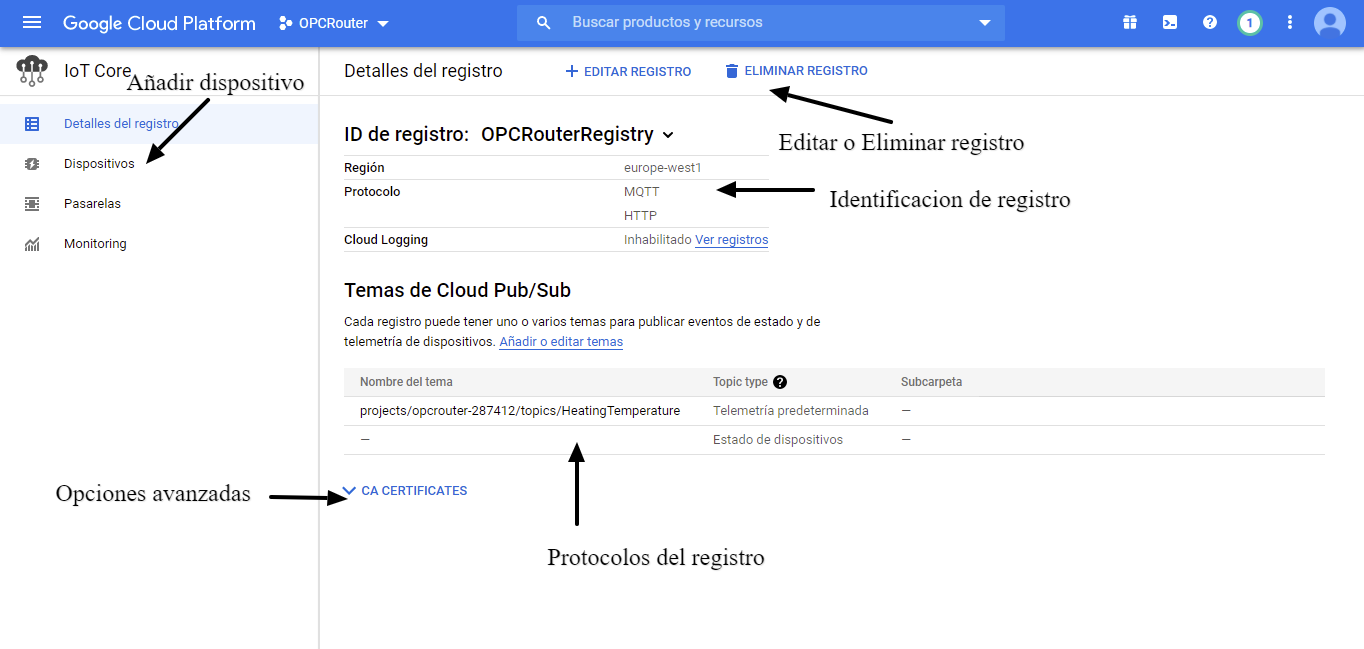 Google Cloud Platform
OPCRouter
Buscar productos y recursos
1
IoT Core
Añadir dispositivo
Detalles del registro
Dispositivos
Pasarelas
Monitoring
Detalles del registro
EDITAR REGISTRO
ELIMINAR REGISTRO
Editar o Eliminar registro
ID de registro: OPCRouterRegistry
Región europe-west1
Protocolo MQTT
HTTP
Identificacion de registro
Cloud Logging Inhabilitado Ver registros
Temas de Cloud Pub/Sub
Cada registro puede tener uno o varios temas para publicar eventos de estado y de
telemetría de dispositivos. Añadir o editar temas
Nombre del tema Topic type ? Subcarpeta
projects/opcrouter-287412/topics/HeatingTemperature Telemetría predeterminada —
— Estado de dispositivos —
Opciones avanzadas
CA CERTIFICATES
Protocolos del registro